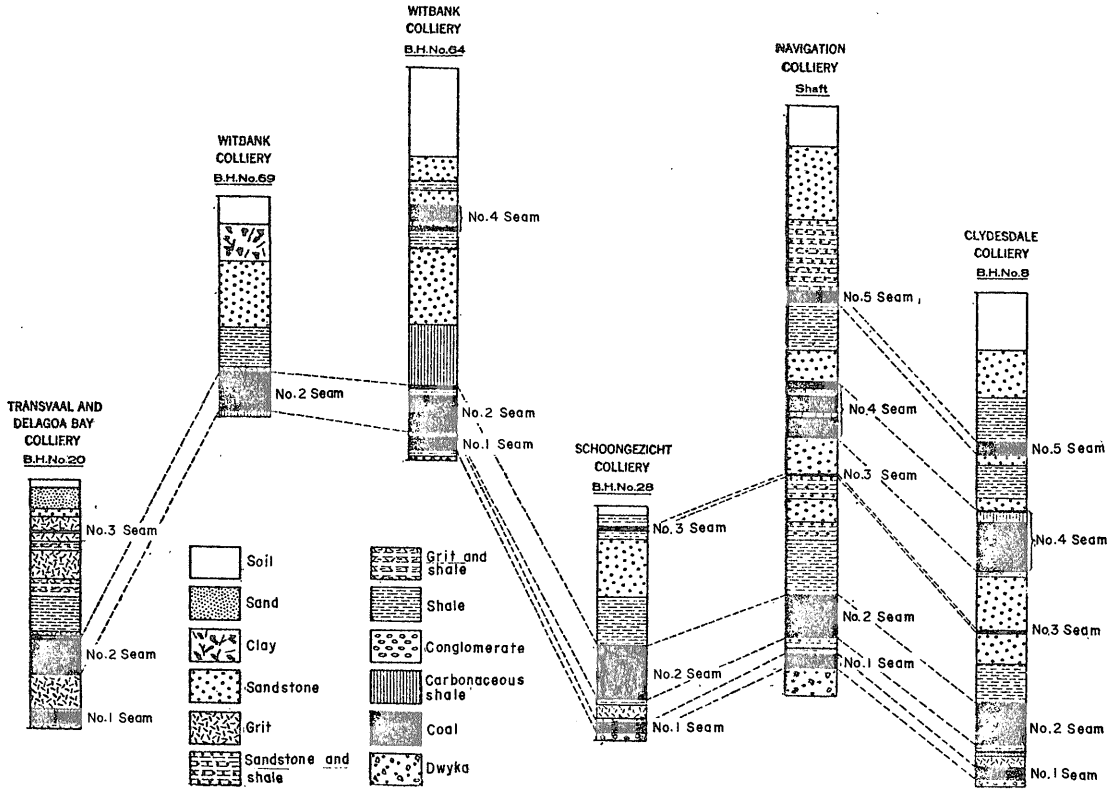 WITBANK
COLLIERY
B.H.No.64
NAVIGATION
COLLIERY
Shaft
WITBANK
COLLIERY
B.H.No.69
No.4 Seam
CLYDESDALE
COLLIERY
B.H.No.8
No.5 Seam
No.2 Seam
TRANSVAAL AND
DELAGOA BAY
COLLIERY
B.H.No.20
No.2 Seam
No.1 Seam
No.4 Seam
SCHOONGEZICHT
COLLIERY
B.H.No.28
No.5 Seam
No.3 Seam
No.3 Seam
No.3 Seam
No.4 Seam
Soil
Grit and
shale
Sand
Shale
No.2 Seam
No.3 Seam
Clay
Conglomerate
No.2 Seam
No.2 Seam
No.1 Seam
Sandstone
Carbonaceous
shale
No.1 Seam
Grit
Coal
No.1 Seam
No.2 Seam
Sandstone and
shale
Dwyka
No.1 Seam